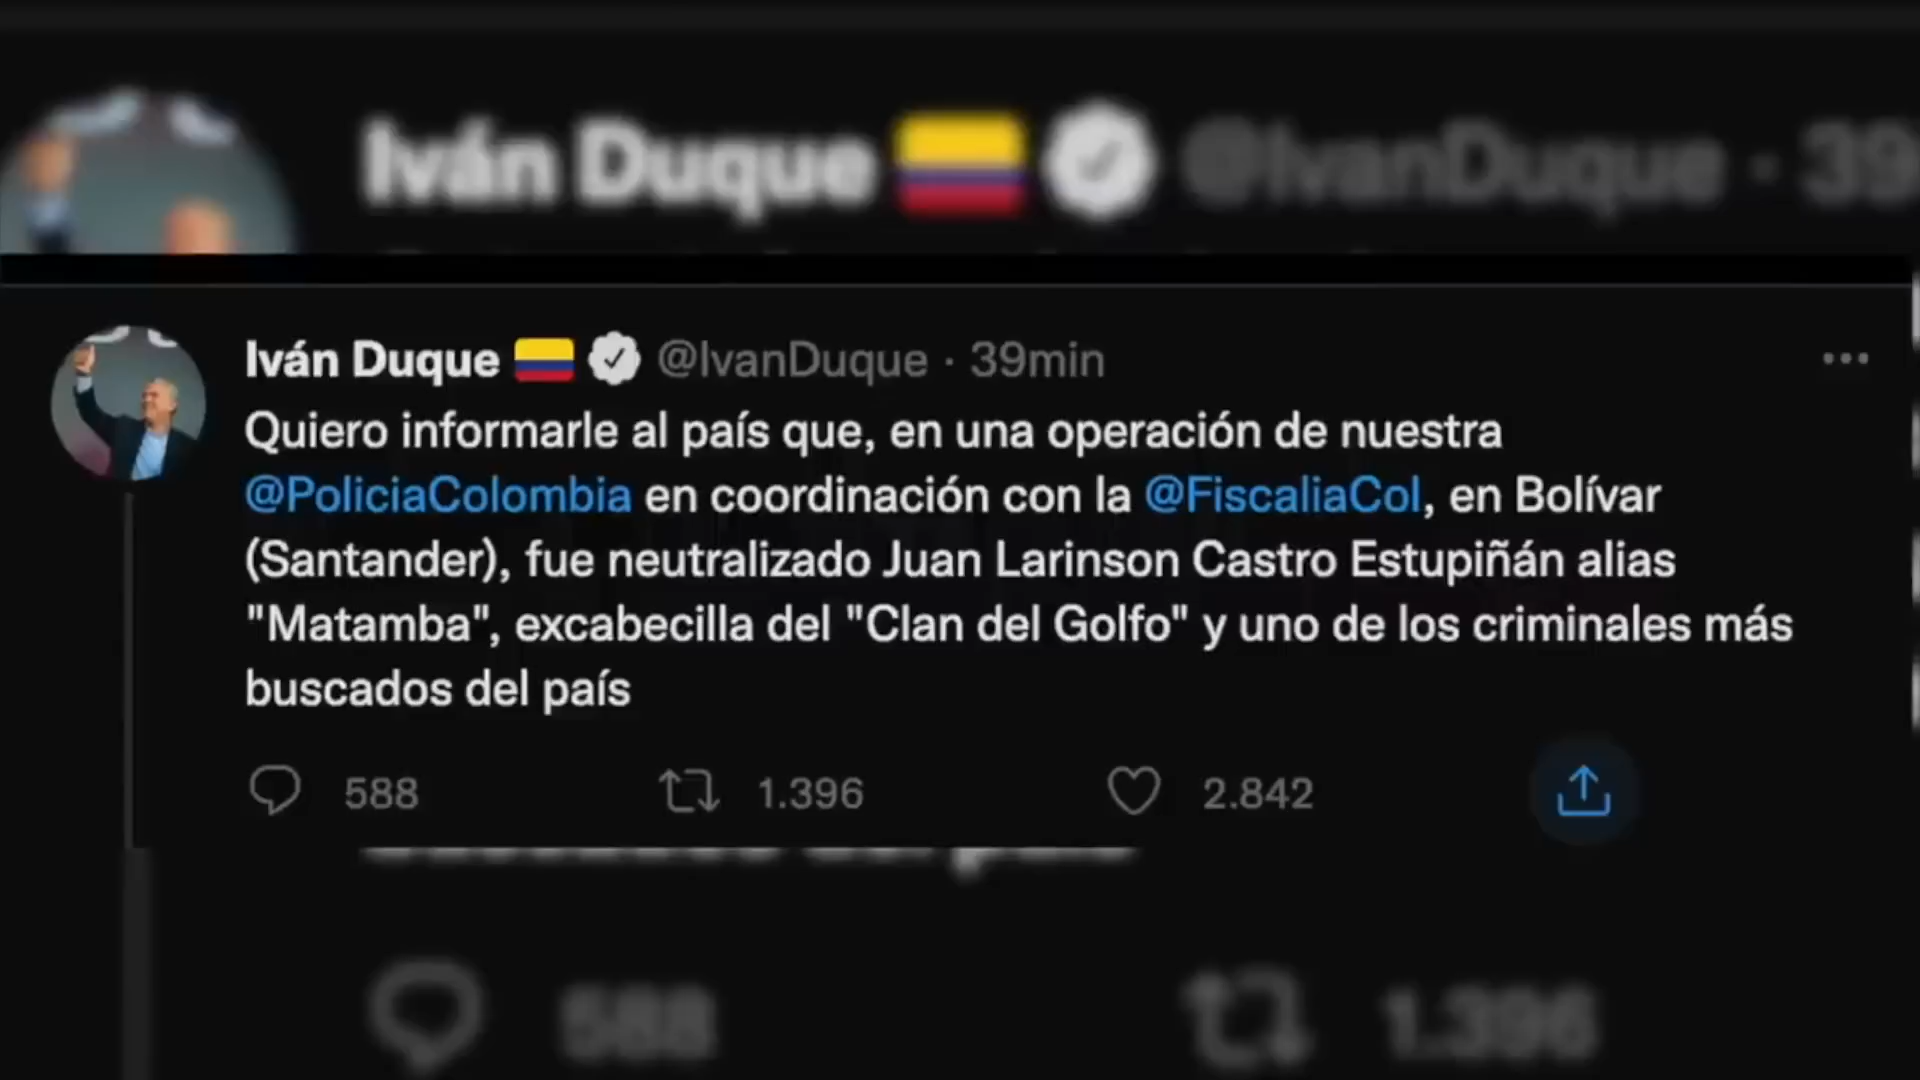 Iván Duque @IvanDuque · 39
Iván Duque @IvanDuque · 39min
Quiero informarle al país que, en una operación de nuestra
@PoliciaColombia en coordinación con la @FiscaliaCol, en Bolívar
(Santander), fue neutralizado Juan Larinson Castro Estupiñán alias
"Matamba", excabecilla del "Clan del Golfo" y uno de los criminales más
buscados del país
588 1.396 2.842
588 1.396